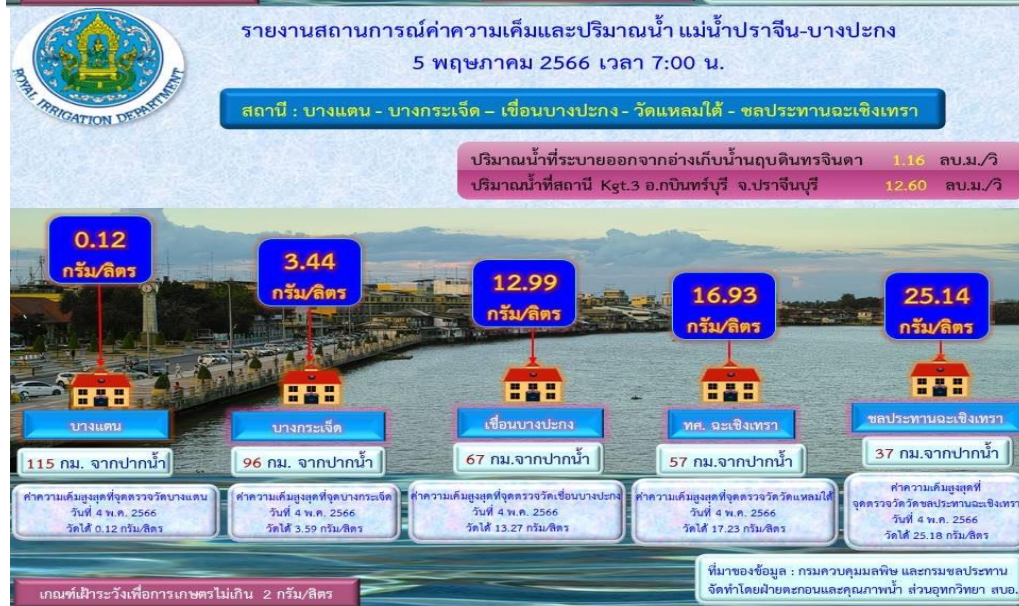 ROYAL IRRIGATION DEPARTMENT
รายงานสถานการณ์ค่าความเค็มและปริมาณน้ำ แม่น้ำปราจีน-บางปะกง
5 พฤษภาคม 2566 เวลา 7:00 น.
สถานี : บางแตน - บางกระเจ็ด – เขื่อนบางปะกง - วัดแหลมใต้ - ชลประทานฉะเชิงเทรา
ปริมาณน้ำที่ระบายออกจากอ่างเก็บน้ำนฤบดินทรจินดา 1.16 ลบ.ม./วิ
ปริมาณน้ำที่สถานี Kgt.3 อ.กบินทร์บุรี จ.ปราจีนบุรี 12.60 ลบ.ม./วิ
0.12
กรัม/ลิตร
3.44
กรัม/ลิตร
12.99
กรัม/ลิตร
16.93
กรัม/ลิตร
25.14
กรัม/ลิตร
บางแตน
บางกระเจ็ด
เขื่อนบางปะกง
ทศ. ฉะเชิงเทรา
ชลประทานฉะเชิงเทรา
115 กม. จากปากน้ำ
96 กม. จากปากน้ำ
67 กม.จากปากน้ำ
57 กม.จากปากน้ำ
37 กม.จากปากน้ำ
ค่าความเค็มสูงสุดที่จุดตรวจวัดบางแตน
วันที่ 4 พ.ค. 2566
วัดได้ 0.12 กรัม/ลิตร
ค่าความเค็มสูงสุดที่จุดบางกระเจ็ด
วันที่ 4 พ.ค. 2566
วัดได้ 3.59 กรัม/ลิตร
ค่าความเค็มสูงสุดที่จุดตรวจวัดเขื่อนบางปะกง
วันที่ 4 พ.ค. 2566
วัดได้ 13.27 กรัม/ลิตร
ค่าความเค็มสูงสุดที่จุดตรวจวัดวัดแหลมใต้
วันที่ 4 พ.ค. 2566
วัดได้ 17.23 กรัม/ลิตร
ค่าความเค็มสูงสุดที่
จุดตรวจวัดวัดชลประทานฉะเชิงเทรา
วันที่ 4 พ.ค. 2566
วัดได้ 25.18 กรัม/ลิตร
เกณฑ์เฝ้าระวังเพื่อการเกษตรไม่เกิน 2 กรัม/ลิตร
ที่มาของข้อมูล : กรมควบคุมมลพิษ และกรมชลประทาน
จัดทำโดยฝ่ายตะกอนและคุณภาพน้ำ ส่วนอุทกวิทยา สบอ.